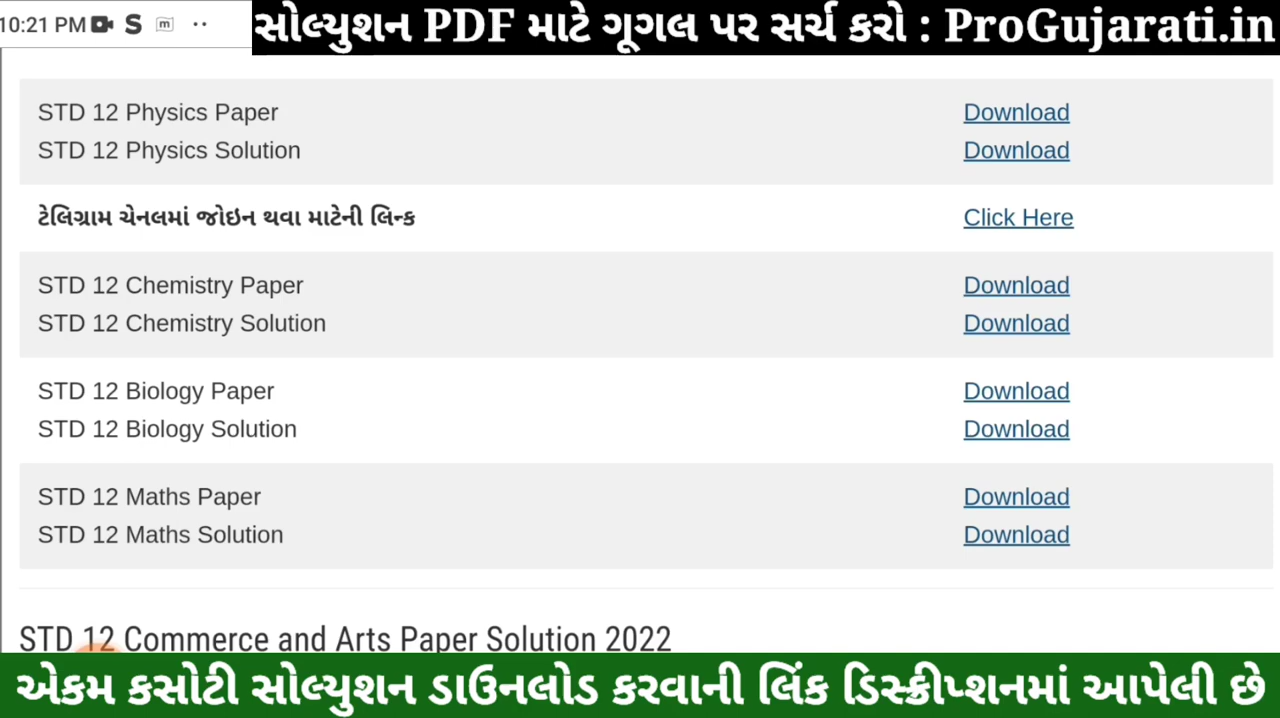 10:21 PM
સોલ્યુશન PDF માટે ગૂગલ પર સર્ચ કરો : ProGujarati.in
STD 12 Physics Paper Download
STD 12 Physics Solution Download
ટેલિગ્રામ ચેનલમાં જોઇન થવા માટેની લિન્ક Click Here
STD 12 Chemistry Paper Download
STD 12 Chemistry Solution Download
STD 12 Biology Paper Download
STD 12 Biology Solution Download
STD 12 Maths Paper Download
STD 12 Maths Solution Download
STD 12 Commerce and Arts Paper Solution 2022
એકમ કસોટી સોલ્યુશન ડાઉનલોડ કરવાની લિંક ડિસ્ક્રીપ્શનમાં આપેલી છે